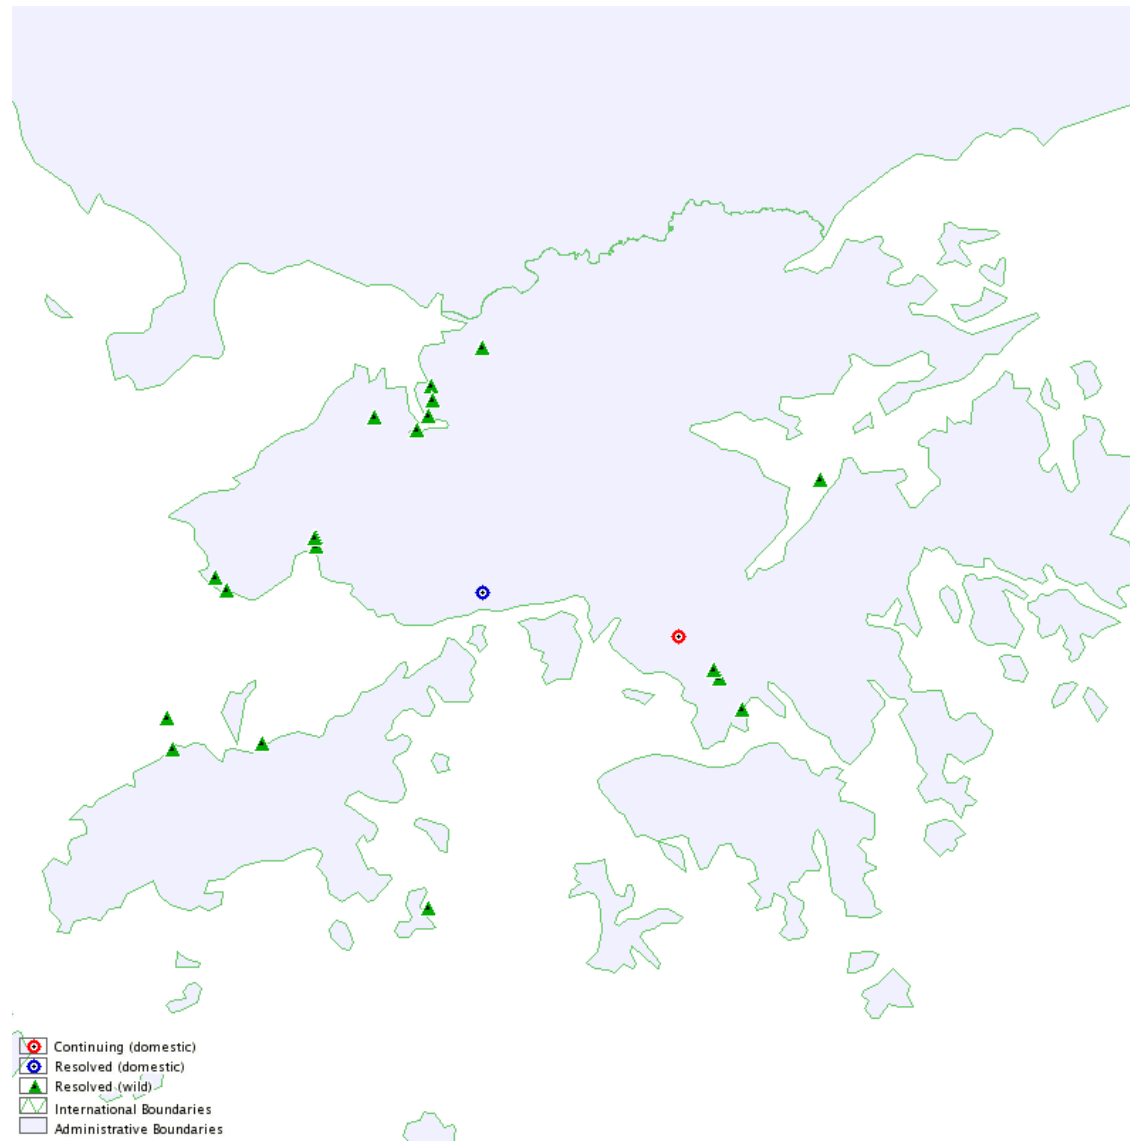 Continuing (domestic)
Resolved (domestic)
Resolved (wild)
International Boundaries
Administrative Boundaries